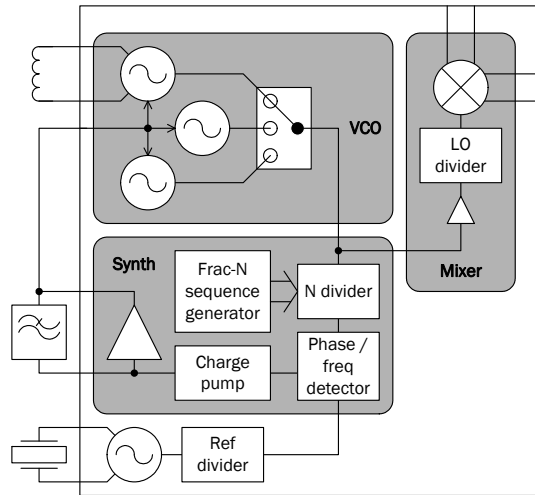 VCO
LO
divider
Mixer
Synth
Frac-N
sequence
generator
N divider
Charge
pump
Phase /
freq
detector
Ref
divider